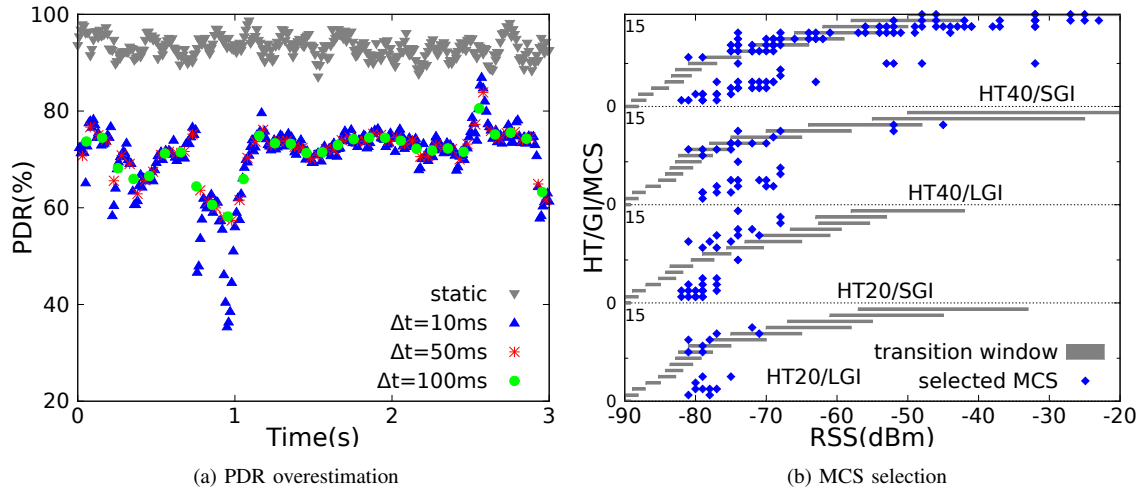 100
80
60
40
20
PDR(%)
static
Δt=10ms
Δt=50ms
Δt=100ms
0
1
2
3
Time(s)
(a) PDR overestimation
HT/GI/MCS
15
HT40/SGI
0
15
HT40/LGI
0
15
HT20/SGI
0
15
transition window
selected MCS
HT20/LGI
0
-90
-80
-70
-60
-50
-40
-30
-20
RSS(dBm)
(b) MCS selection